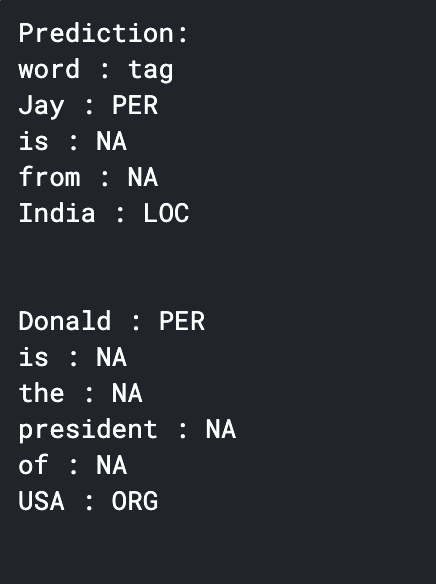 Prediction:
word : tag
Jay : PER
is : NA
from : NA
India : LOC
Donald : PER
is : NA
the : NA
president : NA
of : NA
USA : ORG